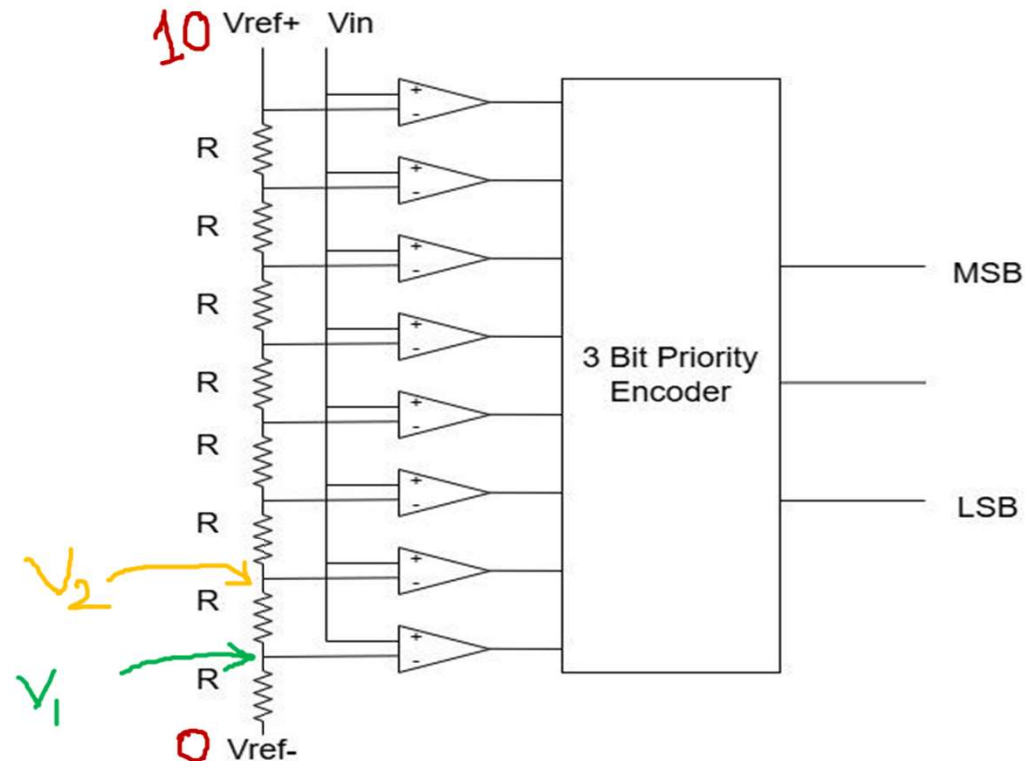 10 Vref+ Vin
+
-
R
+
-
R
+
-
R
+
-
R
3 Bit Priority
Encoder
MSB
+
-
R
+
-
R
LSB
+
-
V2
R
+
-
V1
R
0 Vref-